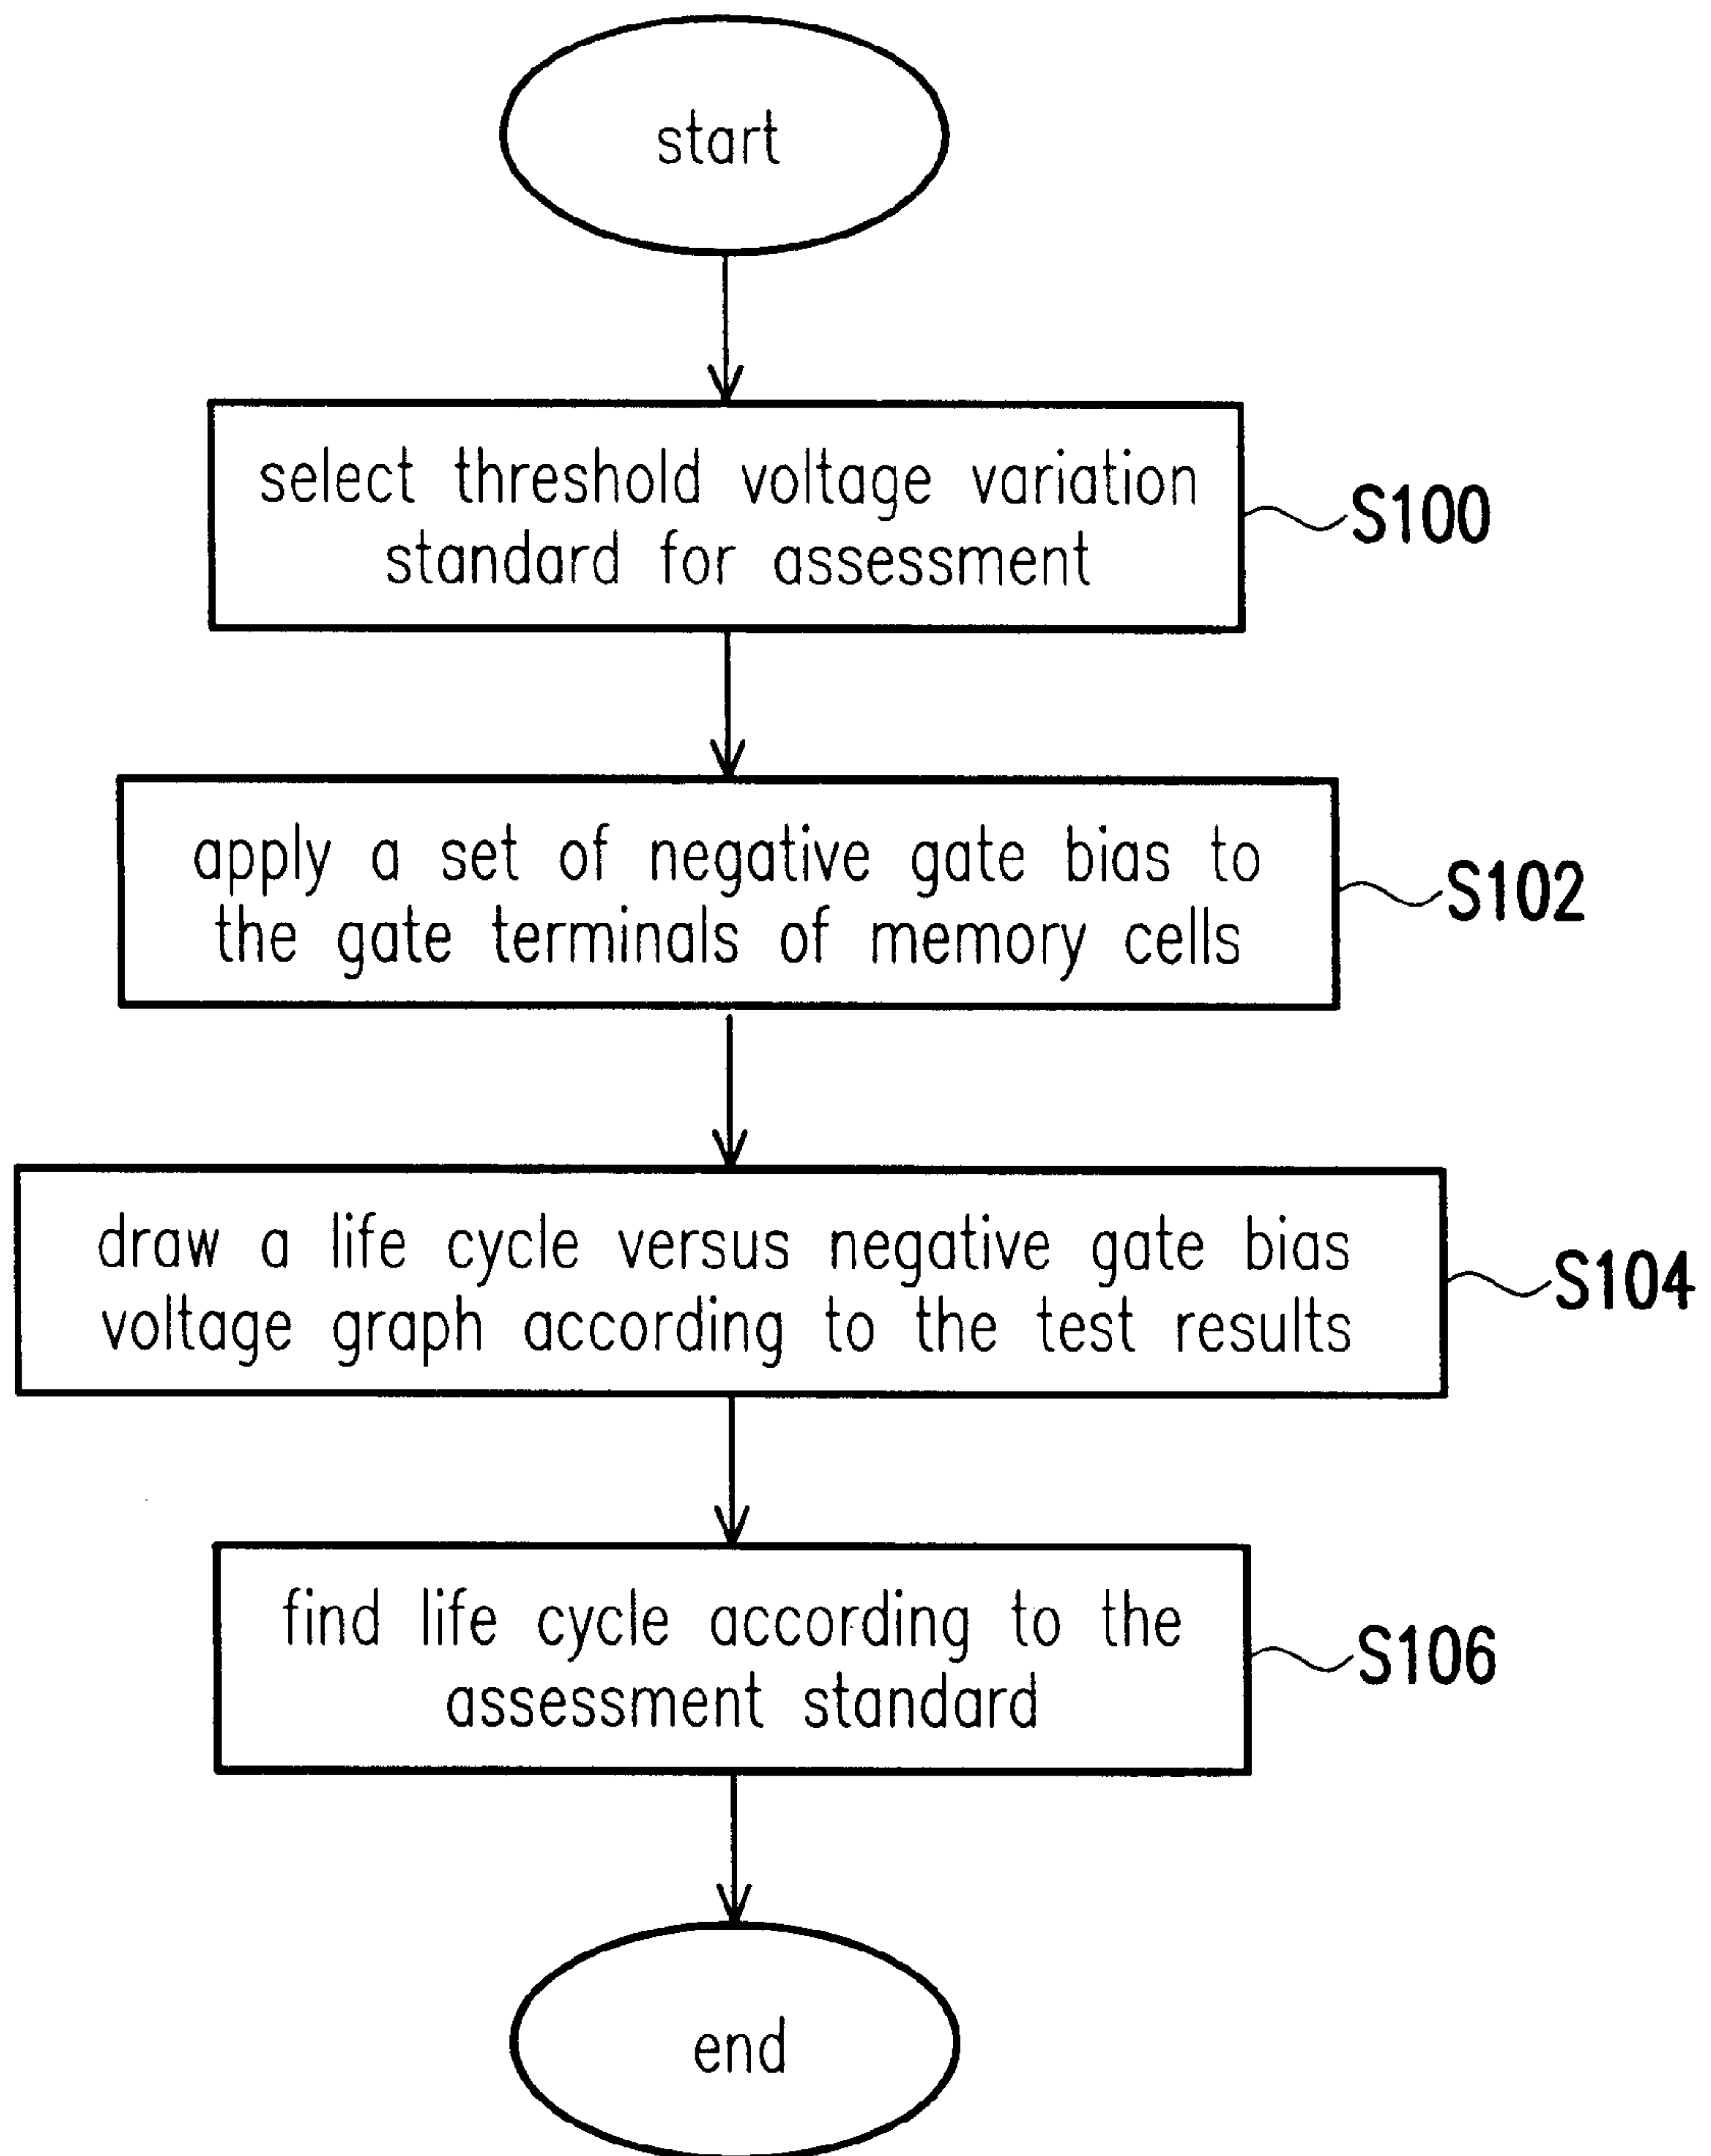 start
select threshold voltage variation
standard for assessment
S100
apply a set of negative gate bias to
the gate terminals of memory cells
S102
draw a life cycle versus negative gate bias
voltage graph according to the test results
S104
find life cycle according to the
assessment standard
S106
end